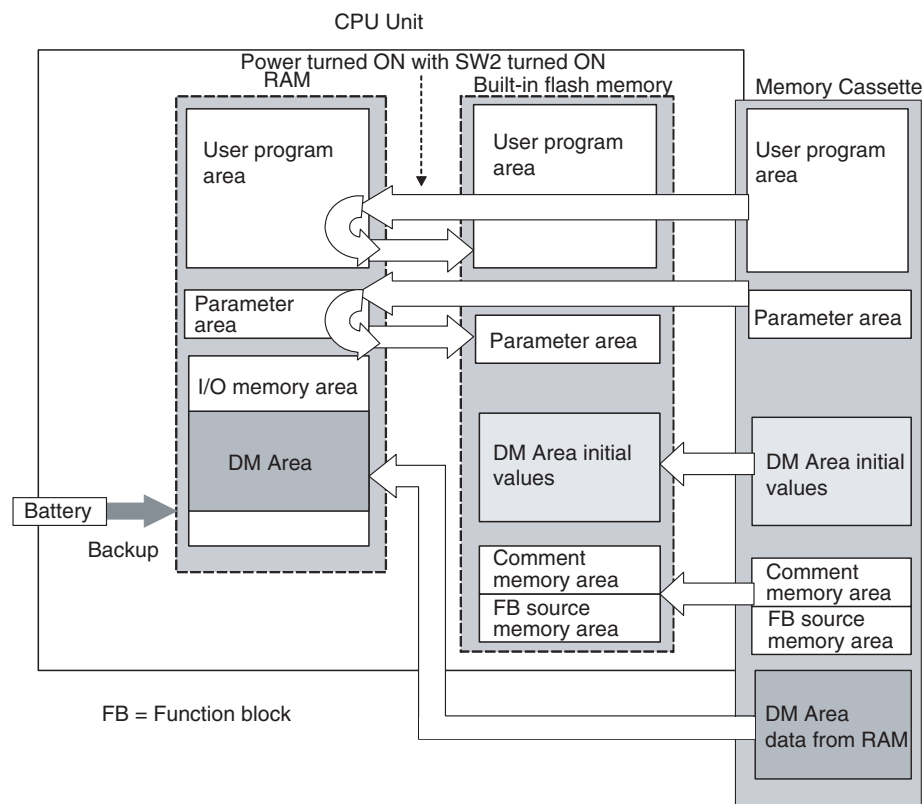 CPU Unit
Power turned ON with SW2 turned ON
RAM
Built-in flash memory
Memory Cassette
User program
area
User program
area
User program
area
Parameter
area
Parameter area
Parameter area
I/O memory area
DM Area
DM Area initial
values
DM Area initial
values
Battery
Backup
Comment
memory area
FB source
memory area
Comment
memory area
FB source
memory area
FB = Function block
DM Area
data from RAM